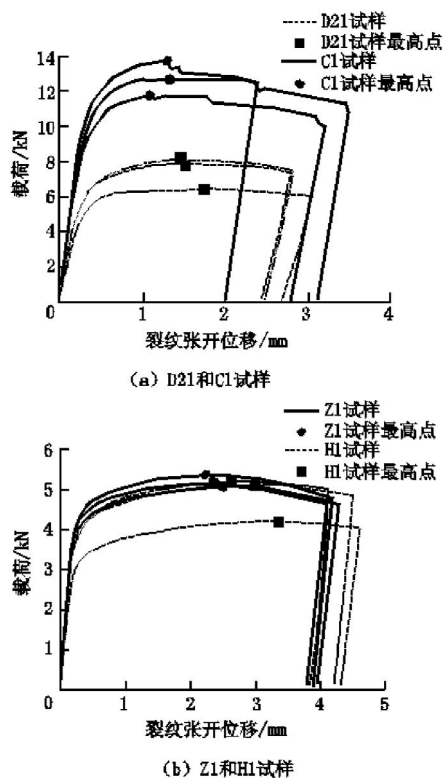 D21试样
D21试样最高点
C1试样
C1试样最高点
14
12
10
8
6
4
2
0
载荷/kN
1
2
3
4
裂纹张开位移/mm
(a) D21和C1试样
Z1试样
Z1试样最高点
H1试样
H1试样最高点
6
5
4
3
2
1
0
载荷/kN
1
2
3
4
5
裂纹张开位移/mm
(b) Z1和H1试样